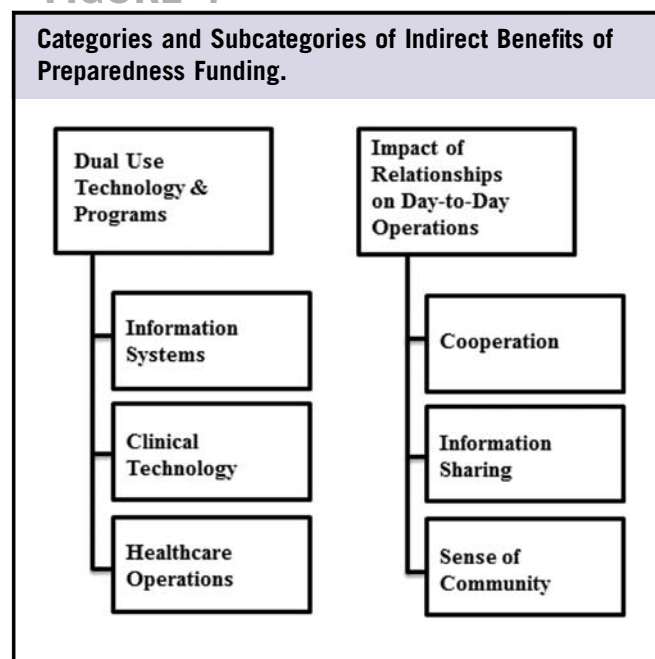 Categories and Subcategories of Indirect Benefits of
Preparedness Funding.
Dual Use
Technology &
Programs
Information
Systems
Clinical
Technology
Healthcare
Operations
Impact of
Relationships
on Day-to-Day
Operations
Cooperation
Information
Sharing
Sense of
Community